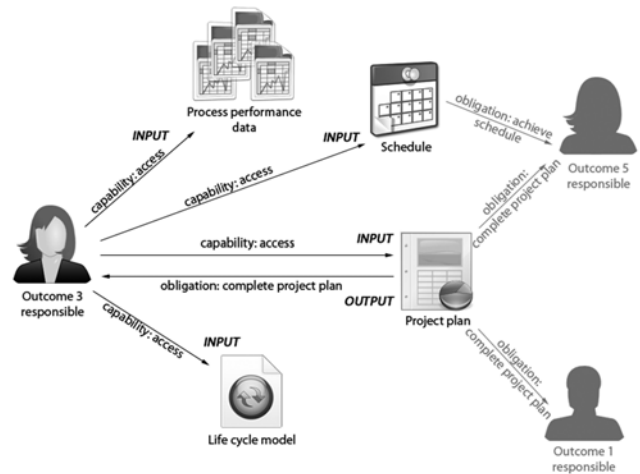 Process performance
data
INPUT
capability: access
INPUT
capability: access
Schedule
obligation: achieve
schedule
Outcome 5
responsible
obligation:
complete project plan
capability: access
INPUT
obligation: complete project plan
OUTPUT
Project plan
Outcome 3
responsible
capability: access
INPUT
Life cycle model
obligation:
complete project plan
Outcome 1
responsible